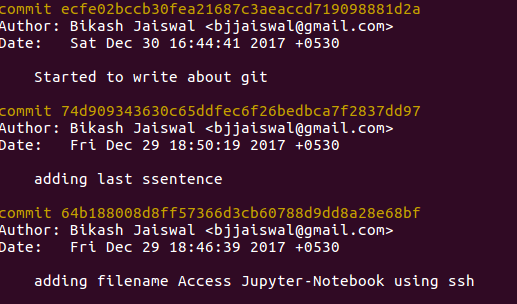 commit ecfe02bccb30fea21687c3aeaccd719098881d2a
Author: Bikash Jaiswal <bjjaiswal@gmail.com>
Date:   Sat Dec 30 16:44:41 2017 +0530
    Started to write about git
commit 74d909343630c65ddfec6f26bedbca7f2837dd97
Author: Bikash Jaiswal <bjjaiswal@gmail.com>
Date:   Fri Dec 29 18:50:19 2017 +0530
    adding last ssentence
commit 64b188008d8ff57366d3cb60788d9dd8a28e68bf
Author: Bikash Jaiswal <bjjaiswal@gmail.com>
Date:   Fri Dec 29 18:46:39 2017 +0530
    adding filename Access Jupyter-Notebook using ssh